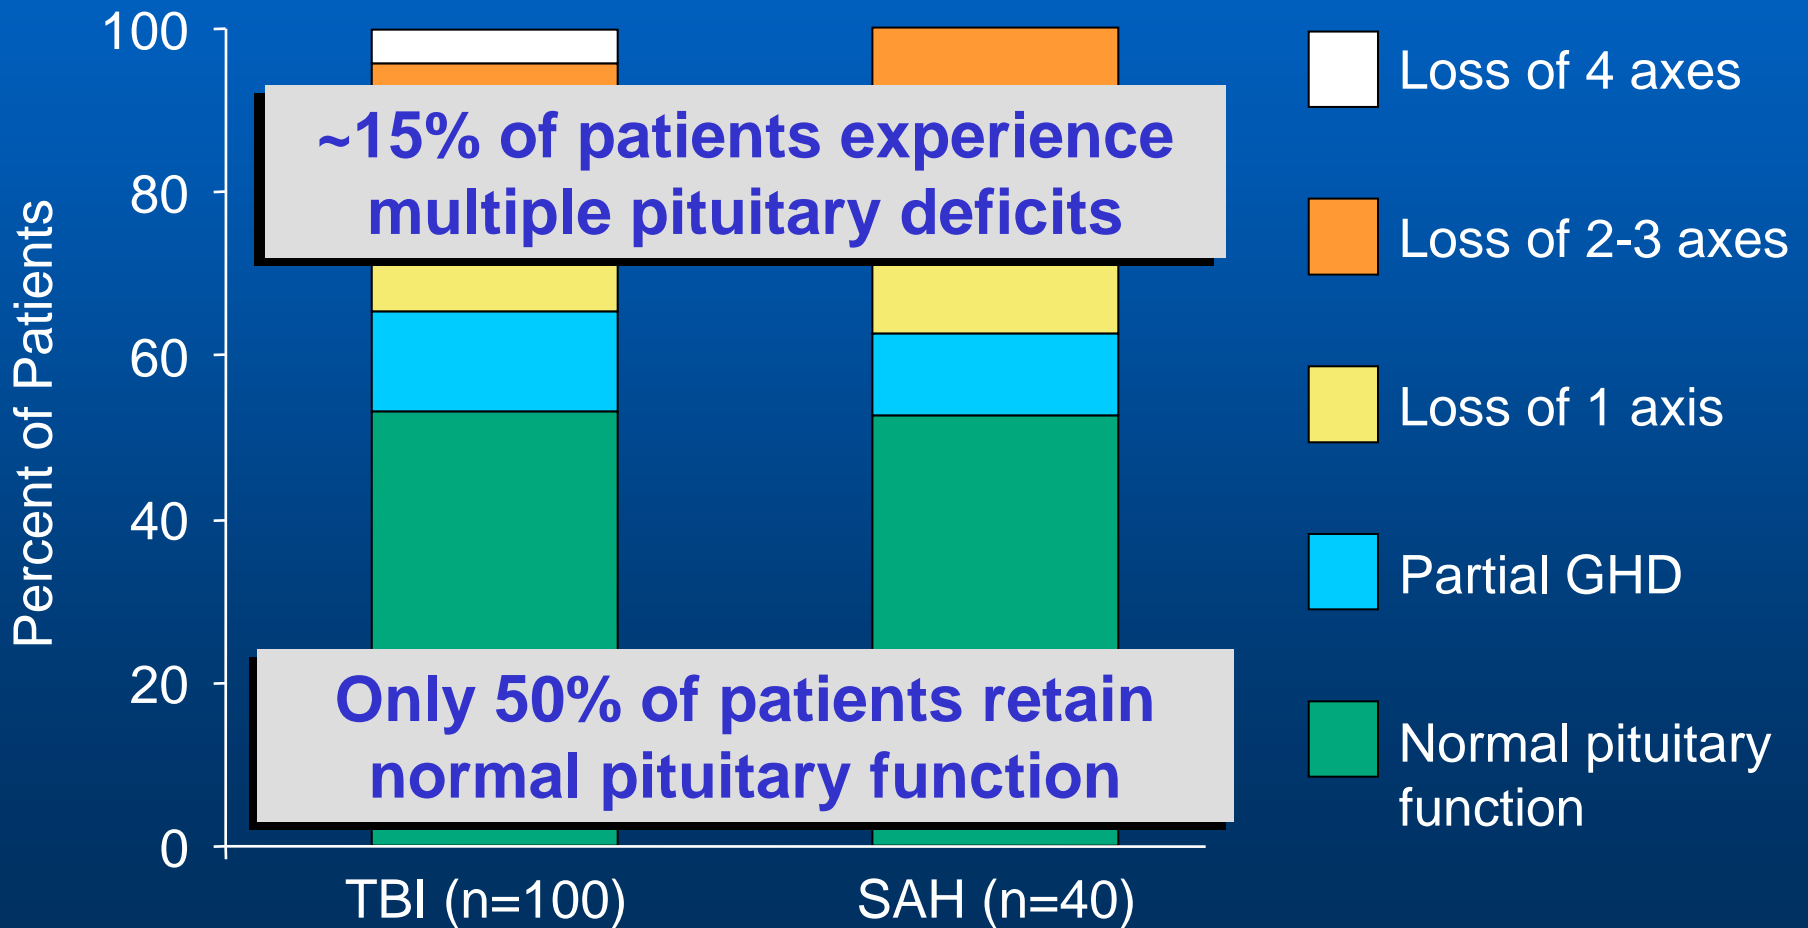 Percent of Patients
100
80
60
40
20
0
~15% of patients experience
multiple pituitary deficits
Only 50% of patients retain
normal pituitary function
TBI (n=100)
SAH (n=40)
Loss of 4 axes
Loss of 2-3 axes
Loss of 1 axis
Partial GHD
Normal pituitary
function